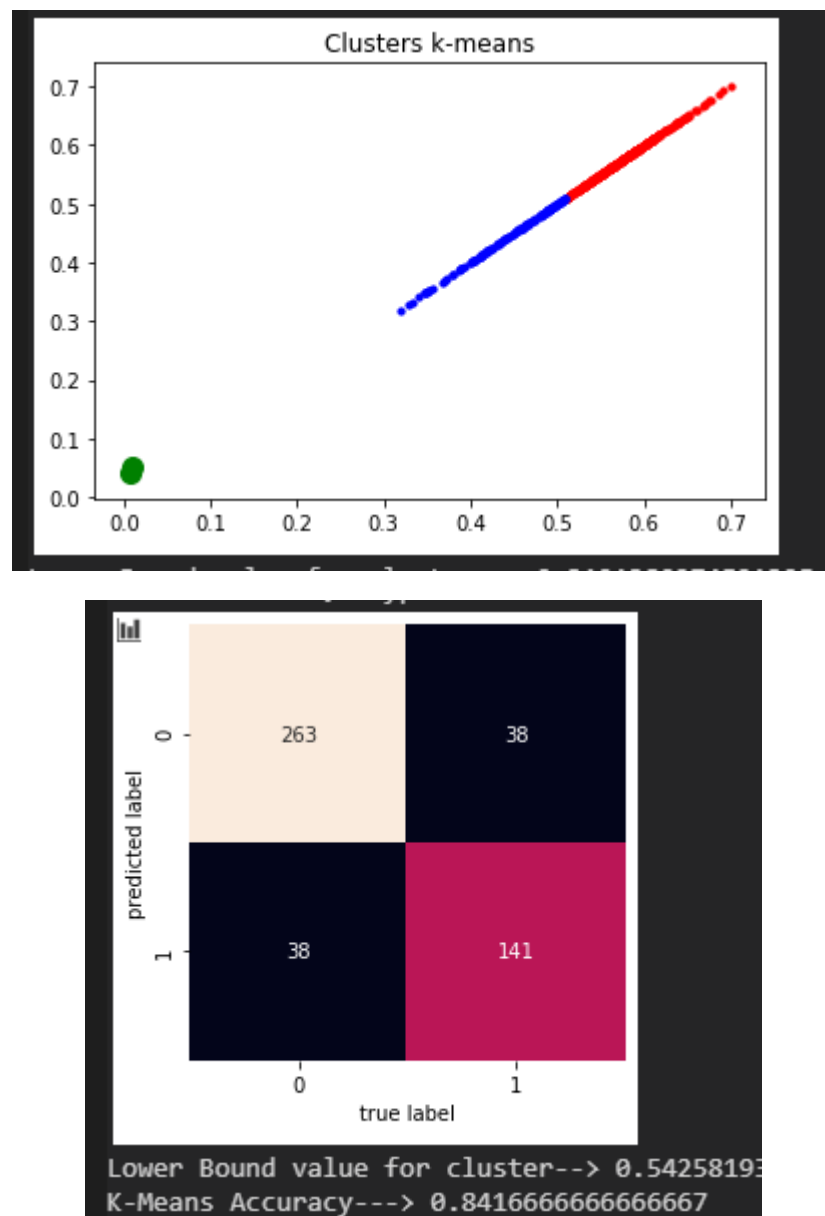 Clusters k-means
0.7
0.6
0.5
0.4
0.3
0.2
0.1
0.0
0.0 0.1 0.2 0.3 0.4 0.5 0.6 0.7
0
263 38
predicted label
1
38 141
0 1
true label
Lower Bound value for cluster--> 0.5425819
K-Means Accuracy---> 0.8416666666666667